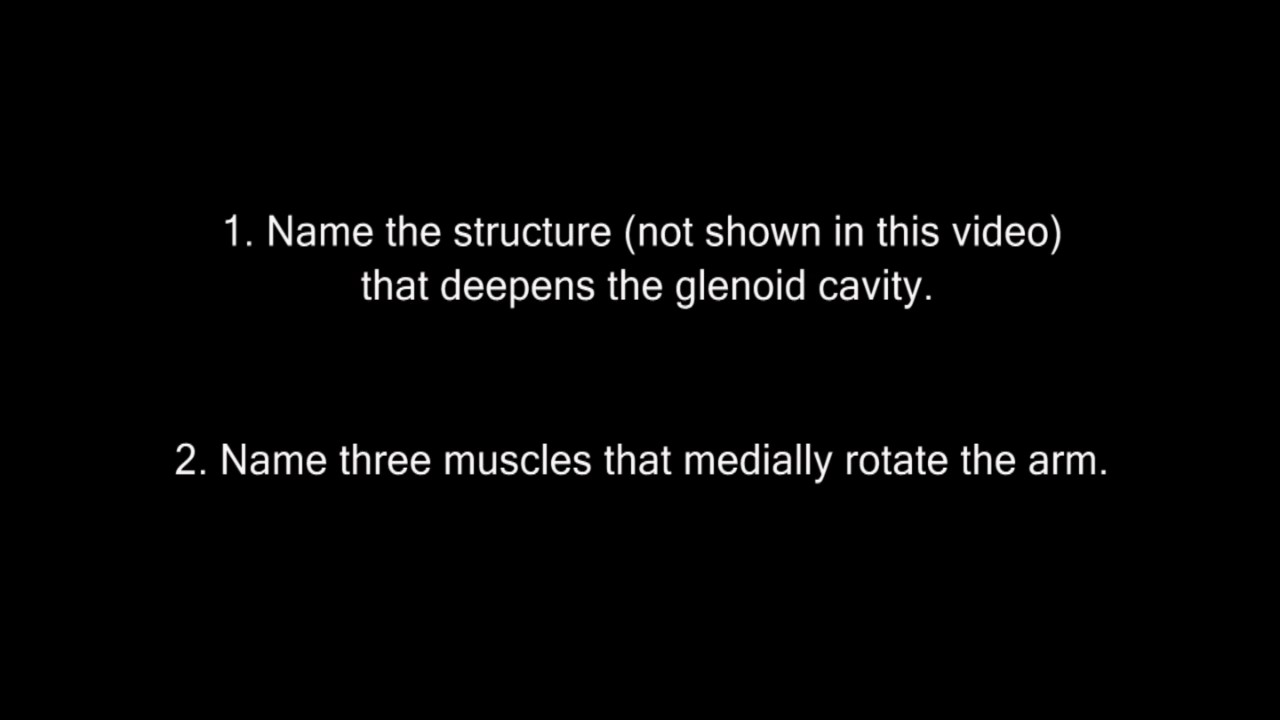 1. Name the structure (not shown in this video)
that deepens the glenoid cavity.
2. Name three muscles that medially rotate the arm.